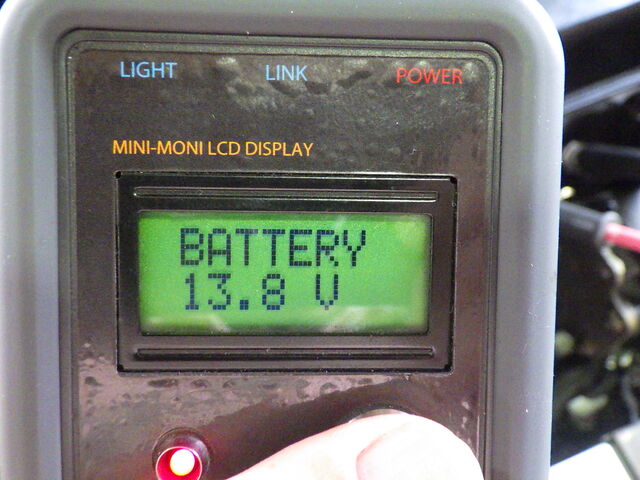 LIGHT LINK POWER
MINI-MONI LCD DISPLAY
BATTERY
13.8 V